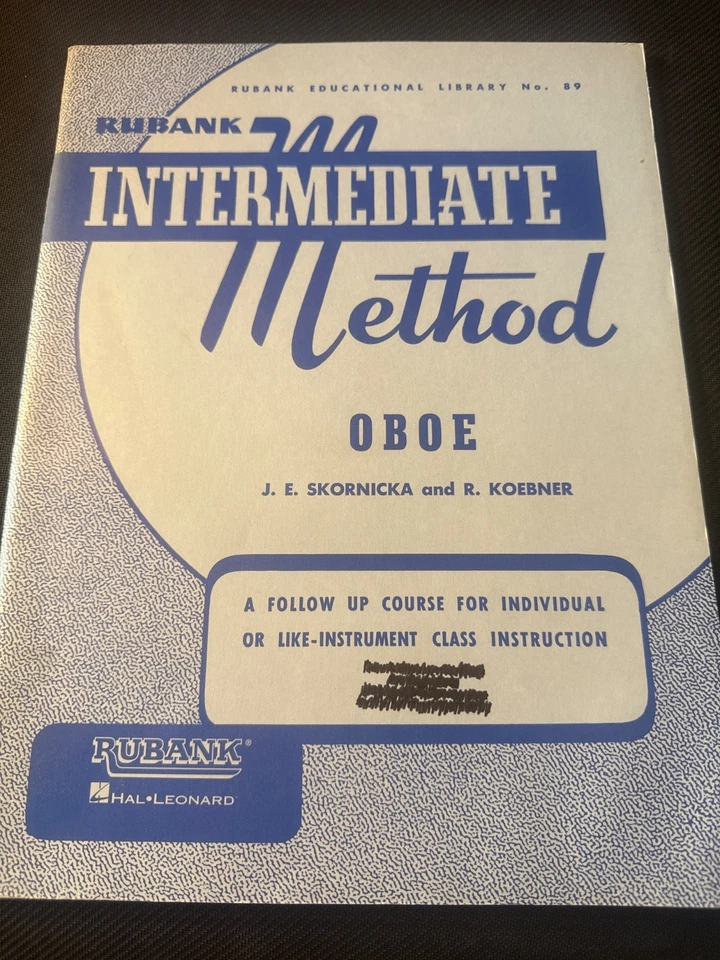 RUBANK EDUCATIONAL LIBRARY No. 89
RUBANK
INTERMEDIATE
Method
OBOE
J. E. SKORNICKA and R. KOEBNER
A FOLLOW UP COURSE FOR INDIVIDUAL
OR LIKE-INSTRUMENT CLASS INSTRUCTION
RUBANK®
HAL•LEONARD